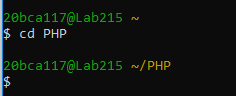 20bca117@Lab215 ~
$ cd PHP
20bca117@Lab215 ~/PHP
$